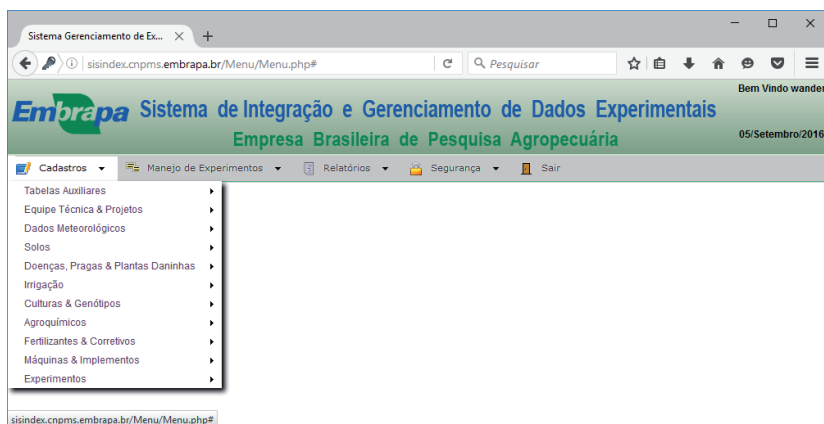 Sistema Gerenciamento de Ex...
sisindex.cnpms.embrapa.br/Menu/Menu.php#
Pesquisar
Bem Vindo wander
Embrapa
Sistema de Integração e Gerenciamento de Dados Experimentais
Empresa Brasileira de Pesquisa Agropecuária
05/Setembro/2016
Cadastros Manejo de Experimentos Relatórios Segurança Sair
Tabelas Auxiliares
Equipe Técnica & Projetos
Dados Meteorológicos
Solos
Doenças, Pragas & Plantas Daninhas
Irrigação
Culturas & Genótipos
Agroquímicos
Fertilizantes & Corretivos
Máquinas & Implementos
Experimentos
sisindex.cnpms.embrapa.br/Menu/Menu.php#